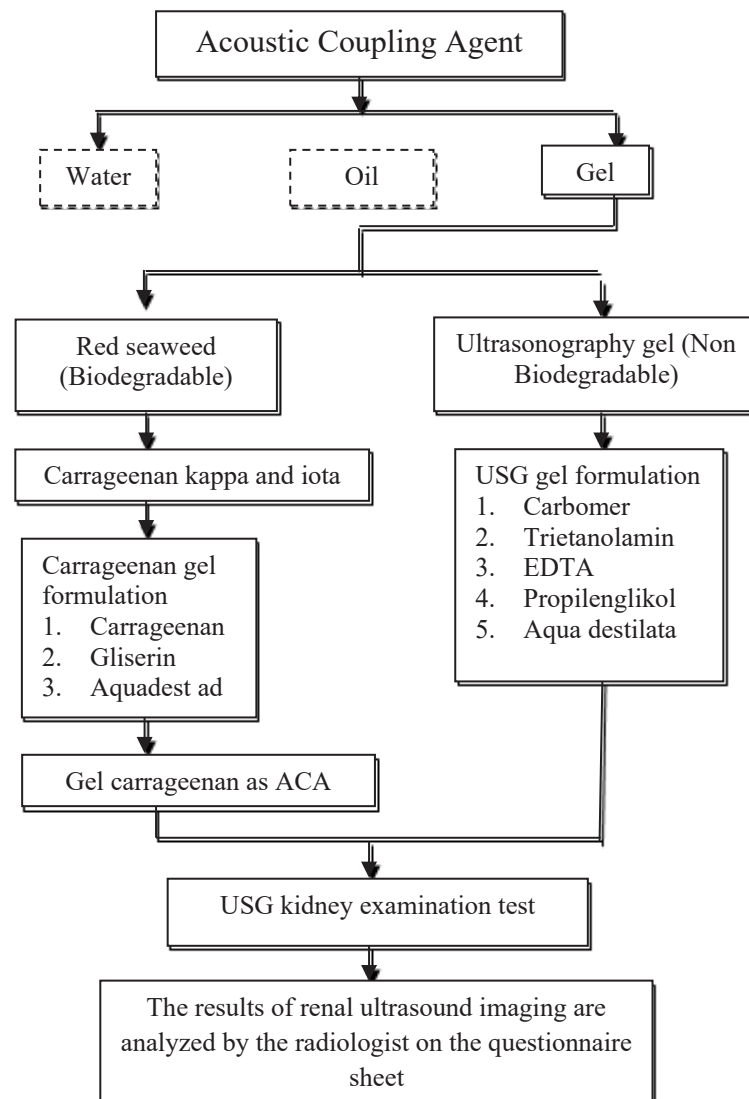 Acoustic Coupling Agent
Water
Oil
Gel
Red seaweed
(Biodegradable)
Ultrasonography gel (Non
Biodegradable)
Carrageenan kappa and iota
USG gel formulation
1. Carbomer
2. Trietanolamin
3. EDTA
4. Propilenglikol
5. Aqua destilata
Carrageenan gel
formulation
1. Carrageenan
2. Gliserin
3. Aquadest ad
Gel carrageenan as ACA
USG kidney examination test
The results of renal ultrasound imaging are
analyzed by the radiologist on the questionnaire
sheet